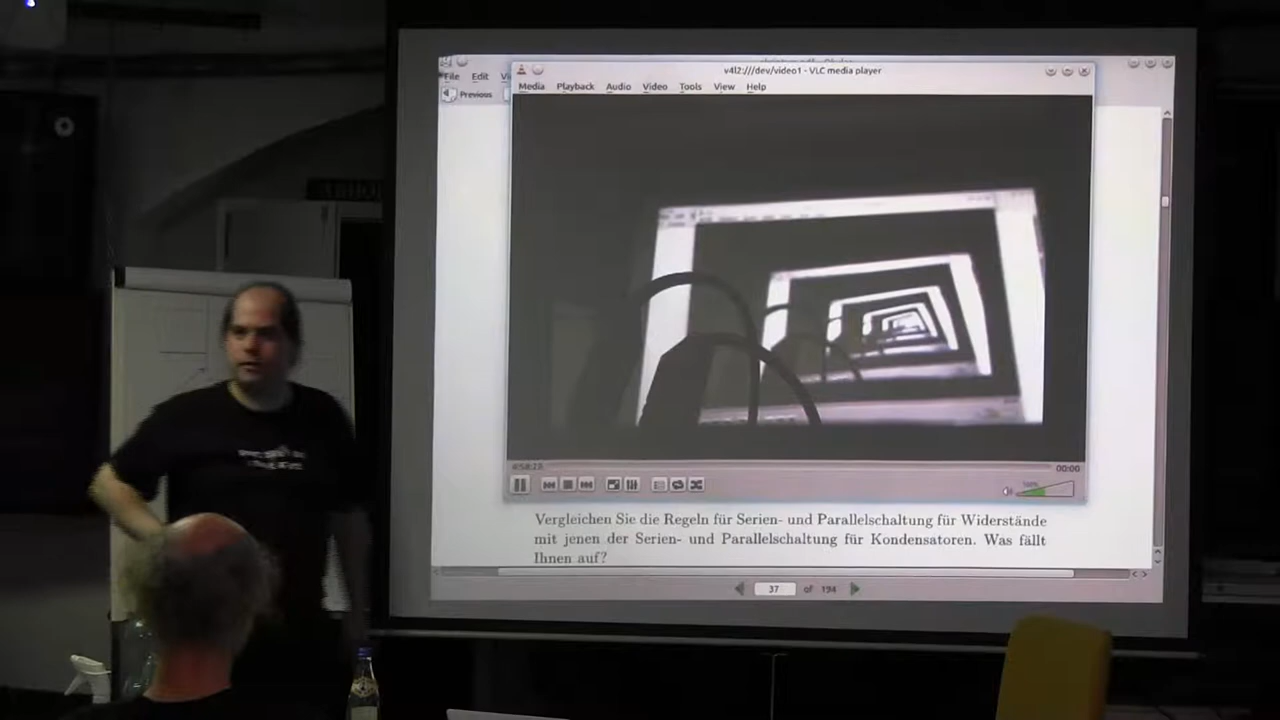 v4l2:///dev/video1 - VLC media player
File Edit
Media Playback Audio Video Tools View Help
Previous
00:00
100%
Vergleichen Sie die Regeln für Serien- und Parallelschaltung für Widerstände
mit jenen der Serien- und Parallelschaltung für Kondensatoren. Was fällt
Ihnen auf?
37 of 194